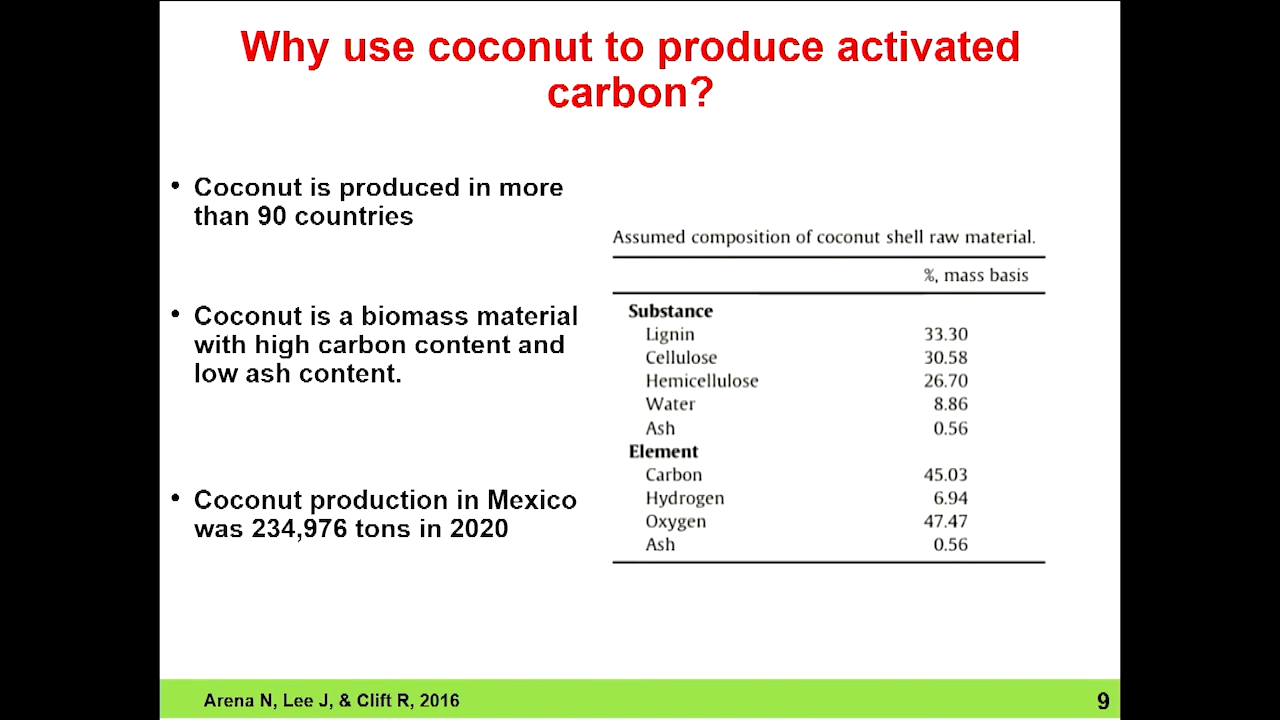 Why use coconut to produce activated
carbon?
• Coconut is produced in more
than 90 countries
• Coconut is a biomass material
with high carbon content and
low ash content.
• Coconut production in Mexico
was 234,976 tons in 2020
Assumed composition of coconut shell raw material.
%, mass basis
Substance
Lignin 33.30
Cellulose 30.58
Hemicellulose 26.70
Water 8.86
Ash 0.56
Element
Carbon 45.03
Hydrogen 6.94
Oxygen 47.47
Ash 0.56
Arena N, Lee J, & Clift R, 2016
9